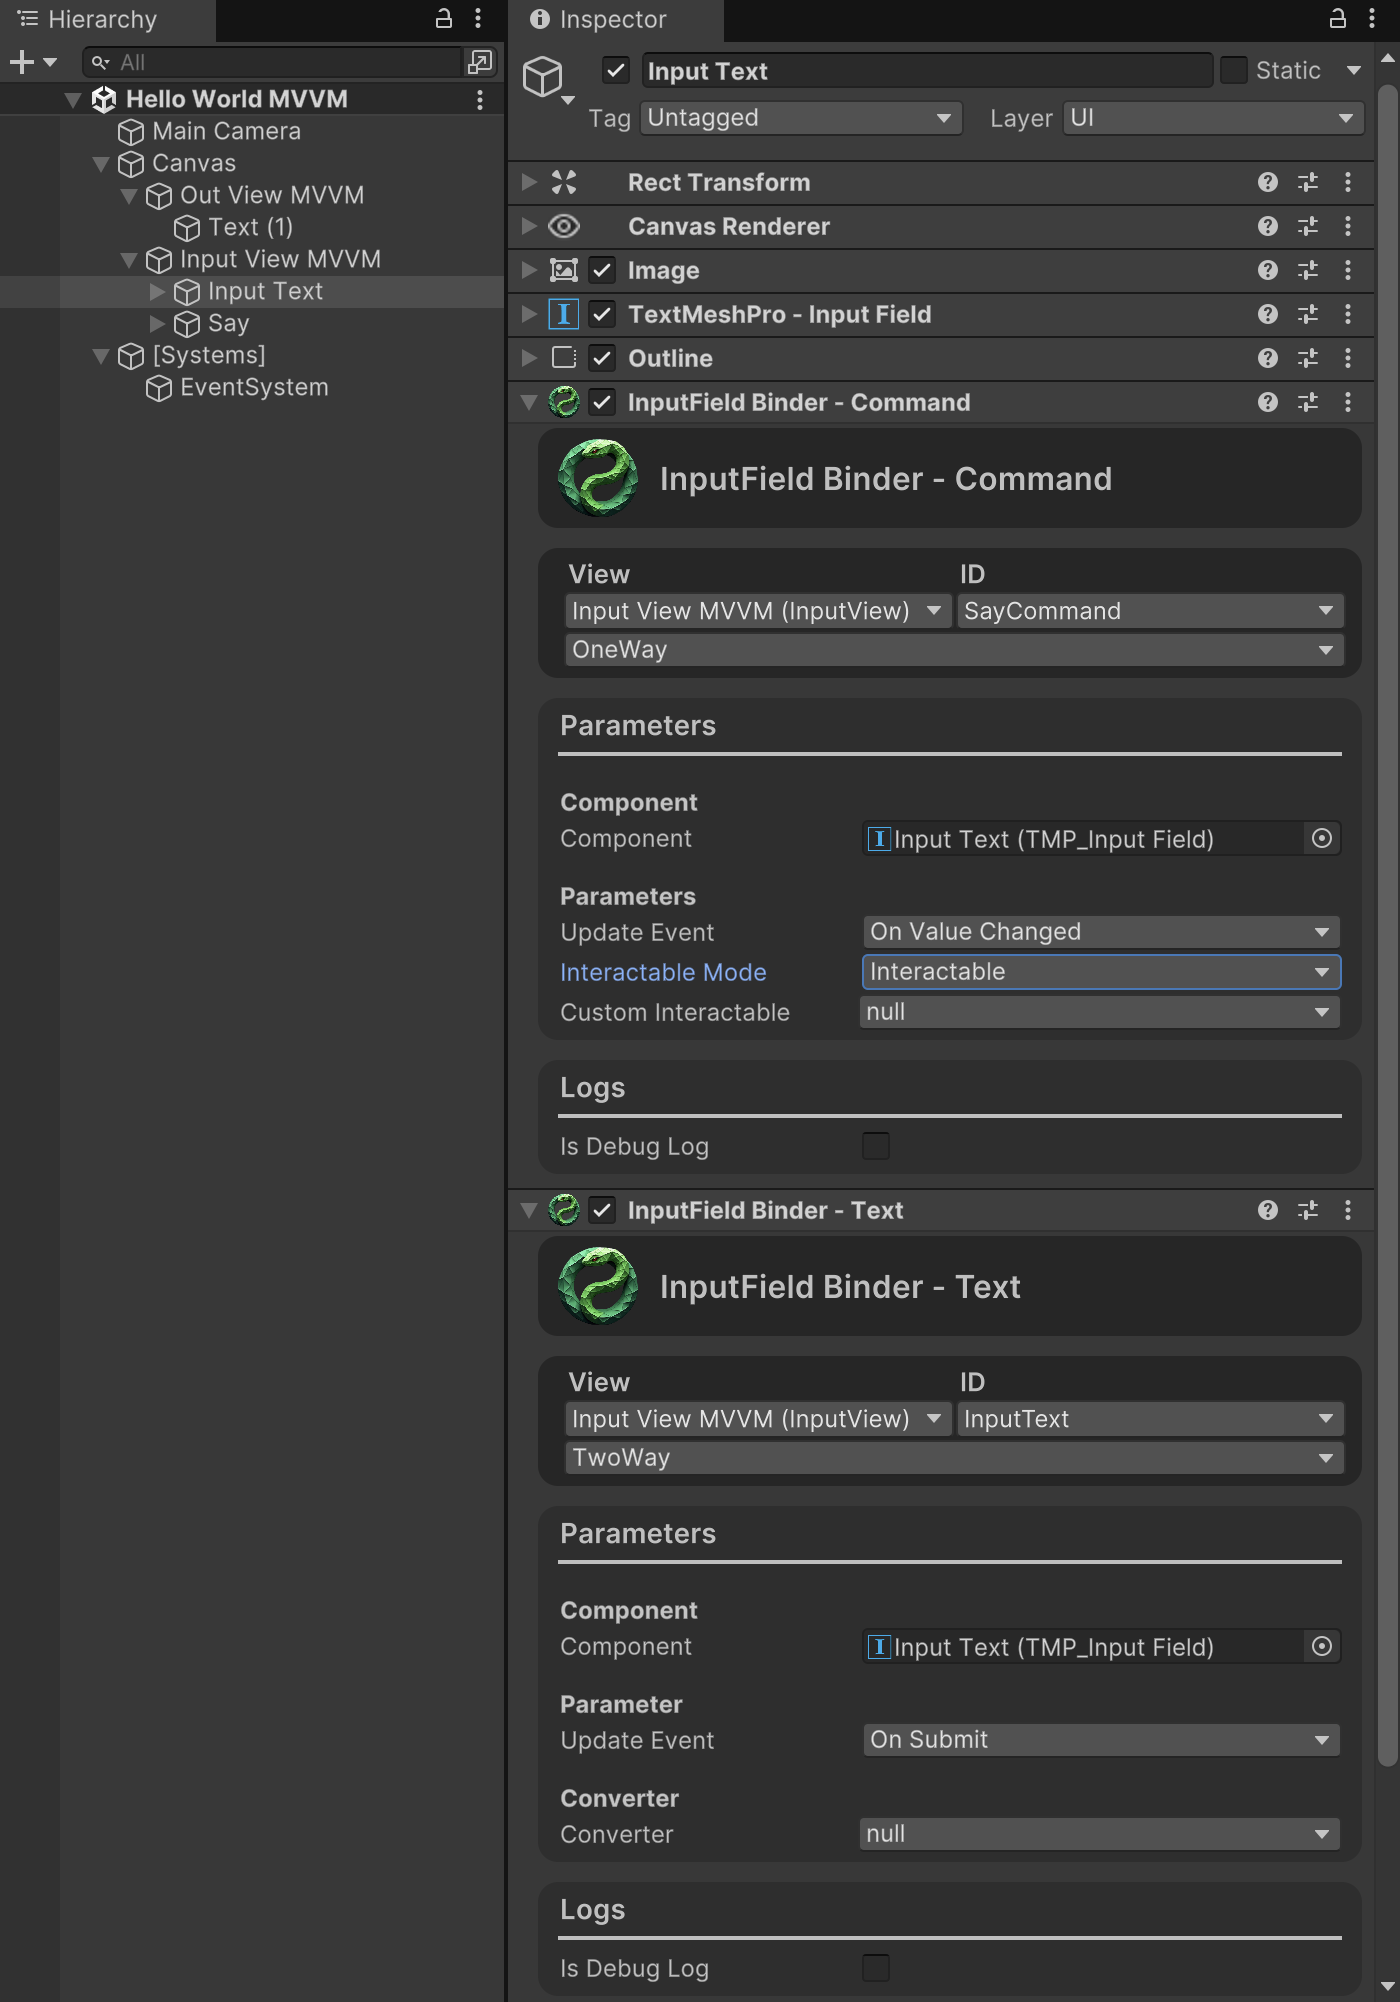 Hierarchy
All
Hello World MVVM
Main Camera
Canvas
Out View MVVM
Text (1)
Input View MVVM
Input Text
Say
[Systems]
EventSystem
Inspector
Input Text
Static
Tag Untagged Layer UI
Rect Transform
Canvas Renderer
Image
TextMeshPro - Input Field
Outline
InputField Binder - Command
InputField Binder - Command
View ID
Input View MVVM (InputView) SayCommand
OneWay
Parameters
Component
Component Input Text (TMP_Input Field)
Parameters
Update Event On Value Changed
Interactable Mode Interactable
Custom Interactable null
Logs
Is Debug Log
InputField Binder - Text
InputField Binder - Text
View ID
Input View MVVM (InputView) InputText
TwoWay
Parameters
Component
Component Input Text (TMP_Input Field)
Parameter
Update Event On Submit
Converter
Converter null
Logs
Is Debug Log